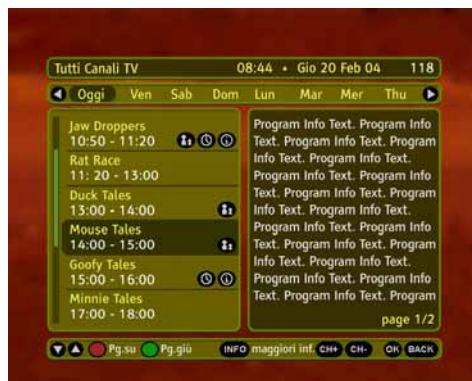 Tutti Canali TV 08:44 • Gio 20 Feb 04 118
Oggi Ven Sab Dom Lun Mar Mer Thu
Jaw Droppers
10:50 - 11:20
Rat Race
11: 20 - 13:00
Duck Tales
13:00 - 14:00
Mouse Tales
14:00 - 15:00
Goofy Tales
15:00 - 16:00
Minnie Tales
17:00 - 18:00
Program Info Text. Program Info
Text. Program Info Text. Program
Info Text. Program Info Text.
Program Info Text. Program Info
Text. Program Info Text. Program
Info Text. Program Info Text.
Program Info Text. Program Info
Text. Program Info Text. Program
Info Text. Program Info Text.
Program Info Text. Program Info
Text. Program Info Text. Program
page 1/2
Pg.su Pg.giù INFO maggiori inf. CH+ CH- OK BACK